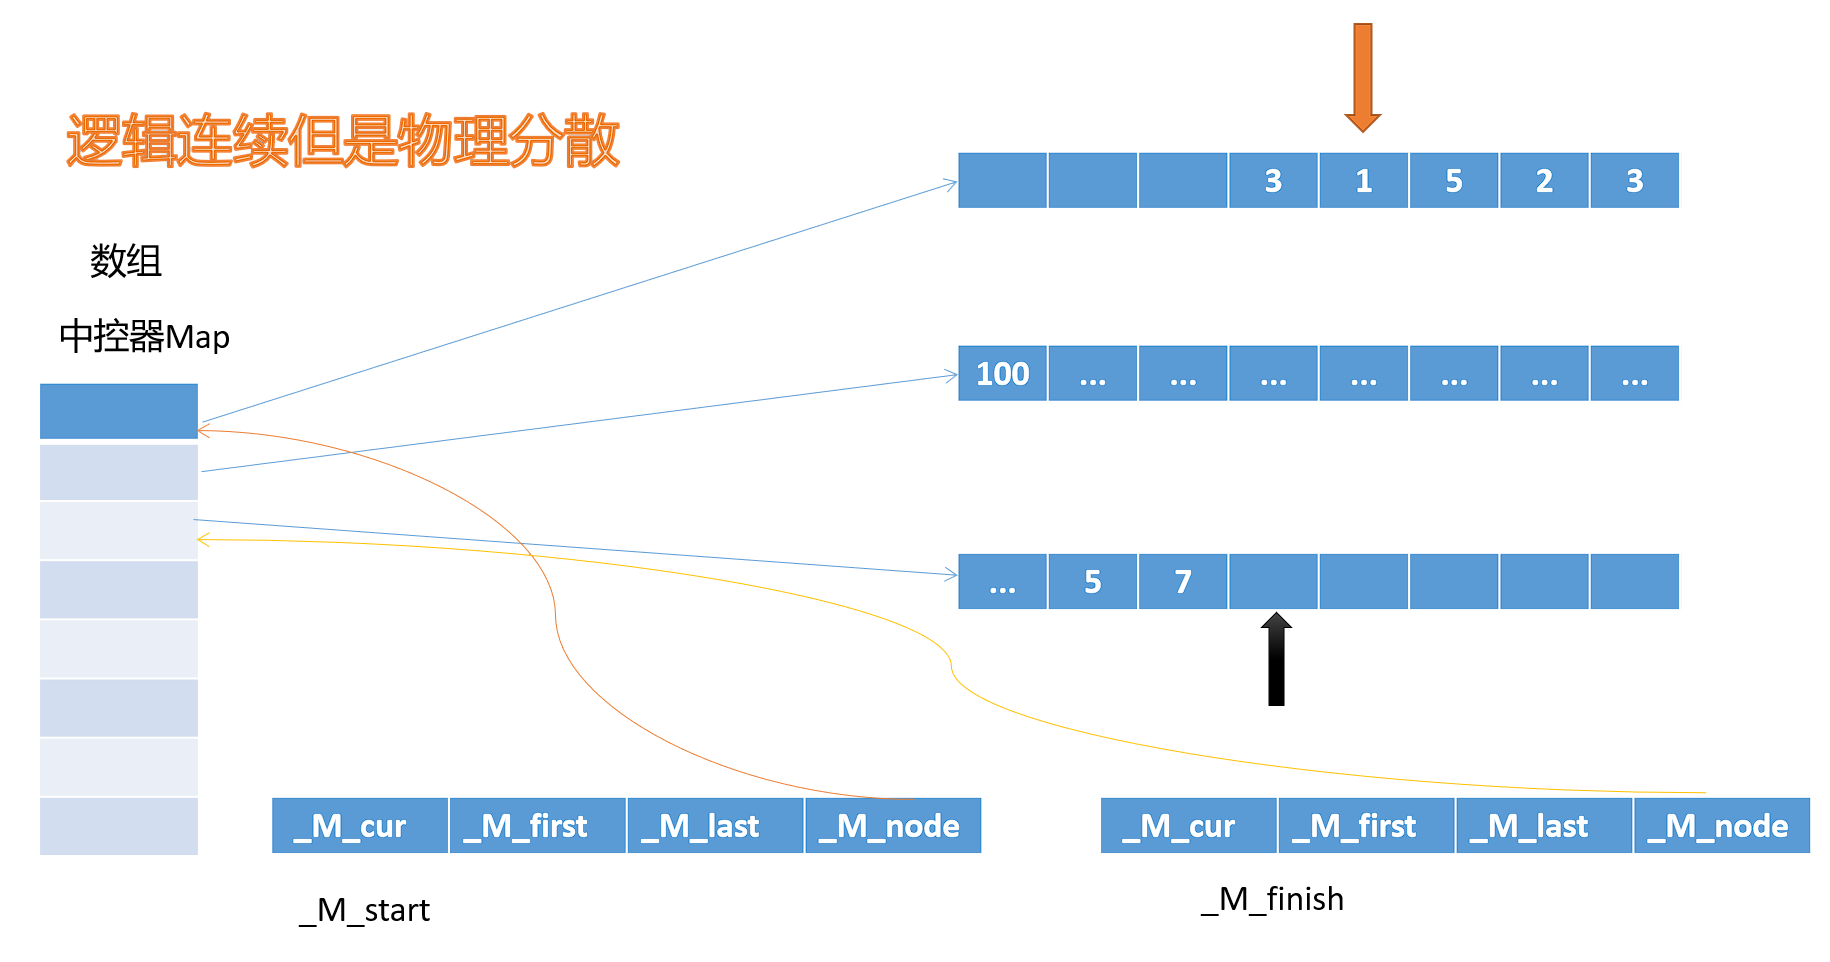 逻辑连续但是物理分散
数组
中控器Map
3 1 5 2 3
100 ... ... ... ... ... ... ...
... 5 7
_M_cur _M_first _M_last _M_node
_M_start
_M_cur _M_first _M_last _M_node
_M_finish